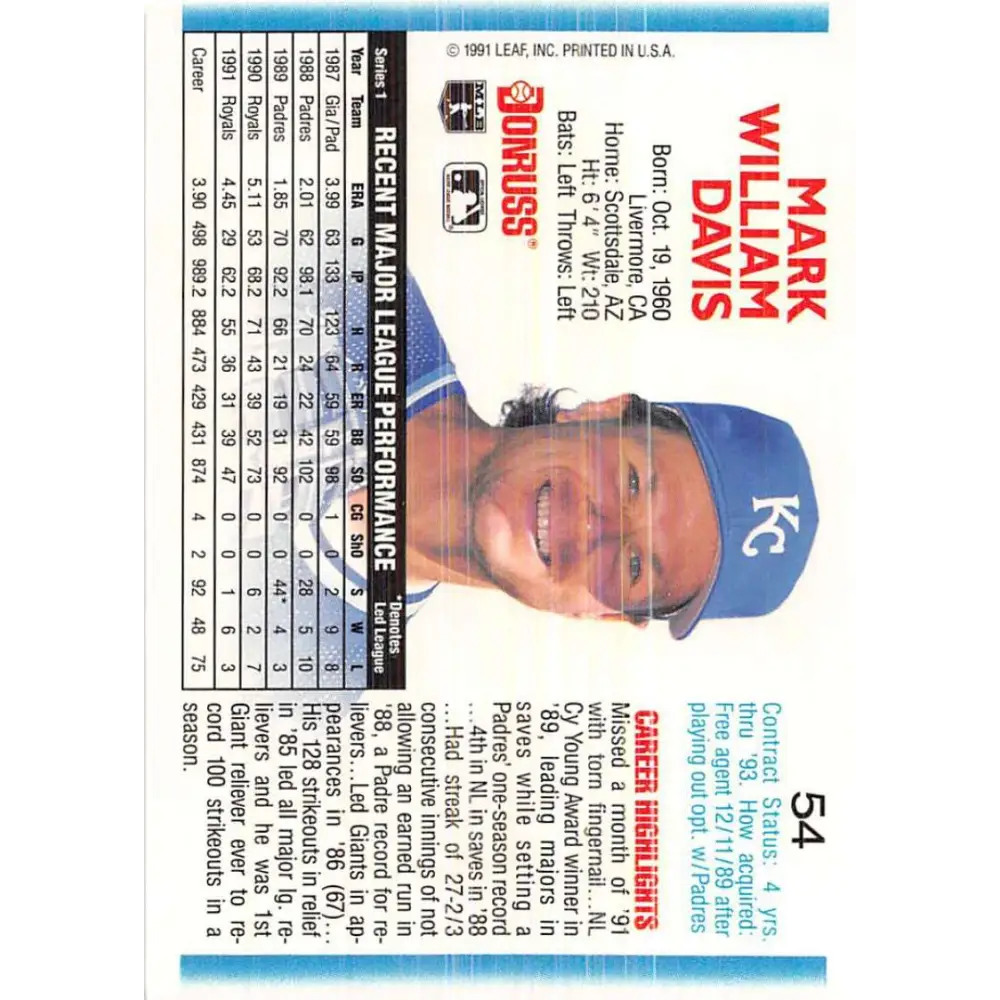 54
MARK
WILLIAM
DAVIS
Born: Oct. 19, 1960
Livermore, CA
Home: Scottsdale, AZ
Ht: 6'4" Wt: 210
Bats: Left Throws: Left
DONRUSS®
MLB
© 1991 LEAF, INC. PRINTED IN U.S.A.
Contract Status: 4 yrs.
thru '93. How acquired:
Free agent 12/11/89 after
playing out opt. w/Padres
CAREER HIGHLIGHTS
Missed a month of '91
with torn fingernail...NL
Cy Young Award winner in
'89, leading majors in
saves while setting a
Padres' one-season record
...4th in NL in saves in '88
...Had streak of 27-2/3
consecutive innings of not
allowing an earned run in
'88, a Padre record for re-
lievers...Led Giants in ap-
pearances in '86 (67)...
His 128 strikeouts in relief
in '85 led all major lg. re-
lievers and he was 1st
Giant reliever ever to re-
cord 100 strikeouts in a
season.
Series 1 RECENT MAJOR LEAGUE PERFORMANCE *Denotes
Led League
Year Team ERA G IP H R ER BB SO CG ShO S W L
1987 Gia/Pad 3.99 63 133 123 64 59 59 98 1 0 2 9 8
1988 Padres 2.01 62 98.1 70 24 22 42 102 0 0 28 5 10
1989 Padres 1.85 70 92.2 66 21 19 31 92 0 0 44* 4 3
1990 Royals 5.11 53 68.2 71 43 39 52 73 0 0 6 2 7
1991 Royals 4.45 29 62.2 55 36 31 39 47 0 0 1 6 3
Career 3.90 498 989.2 884 473 429 431 874 4 2 92 48 75